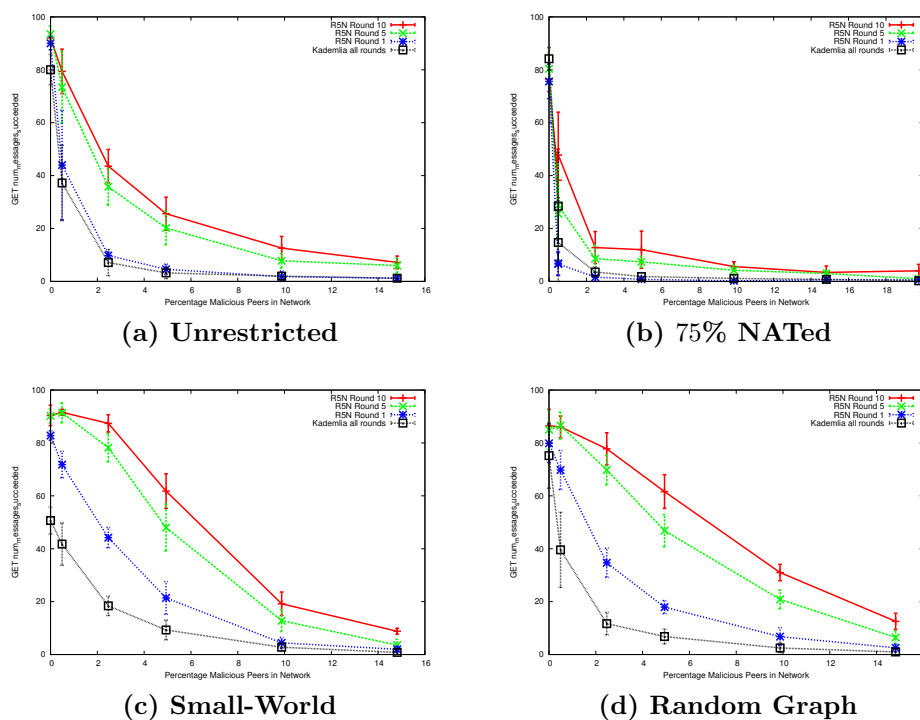 100
80
60
40
20
0
GET numₘessagesₛucceeded
R5N Round 10
R5N Round 5
R5N Round 1
Kademlia all rounds
0 2 4 6 8 10 12 14 16
Percentage Malicious Peers in Network
(a) Unrestricted
100
80
60
40
20
0
GET numₘessagesₛucceeded
R5N Round 10
R5N Round 5
R5N Round 1
Kademlia all rounds
0 2 4 6 8 10 12 14 16 18
Percentage Malicious Peers in Network
(b) 75% NATed
100
80
60
40
20
0
GET numₘessagesₛucceeded
R5N Round 10
R5N Round 5
R5N Round 1
Kademlia all rounds
0 2 4 6 8 10 12 14 16
Percentage Malicious Peers in Network
(c) Small-World
100
80
60
40
20
0
GET numₘessagesₛucceeded
R5N Round 10
R5N Round 5
R5N Round 1
Kademlia all rounds
0 2 4 6 8 10 12 14
Percentage Malicious Peers in Network
(d) Random Graph